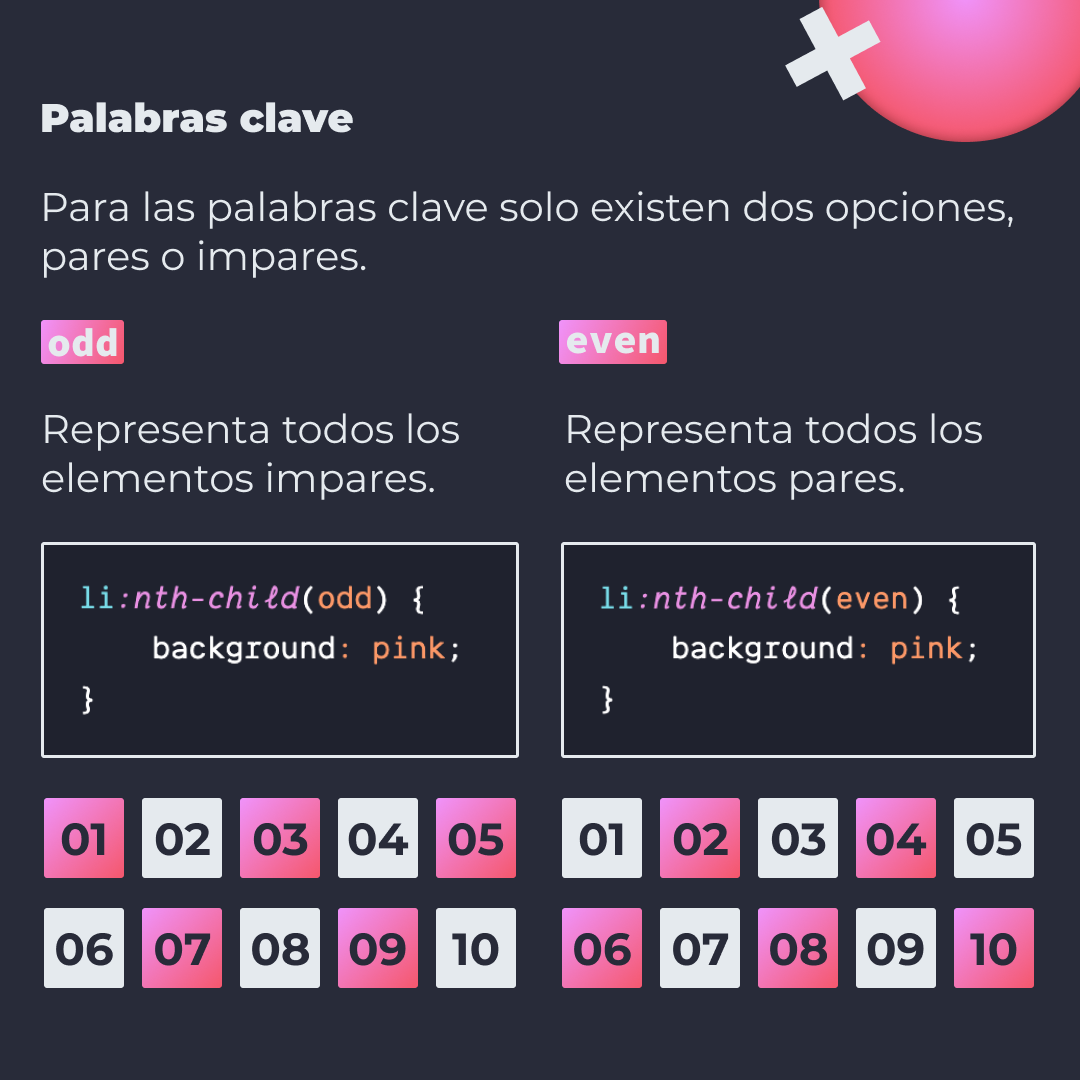 Palabras clave
Para las palabras clave solo existen dos opciones,
pares o impares.
odd
Representa todos los
elementos impares.
li:nth-child(odd) {
    background: pink;
}
01 02 03 04 05
06 07 08 09 10
even
Representa todos los
elementos pares.
li:nth-child(even) {
    background: pink;
}
01 02 03 04 05
06 07 08 09 10